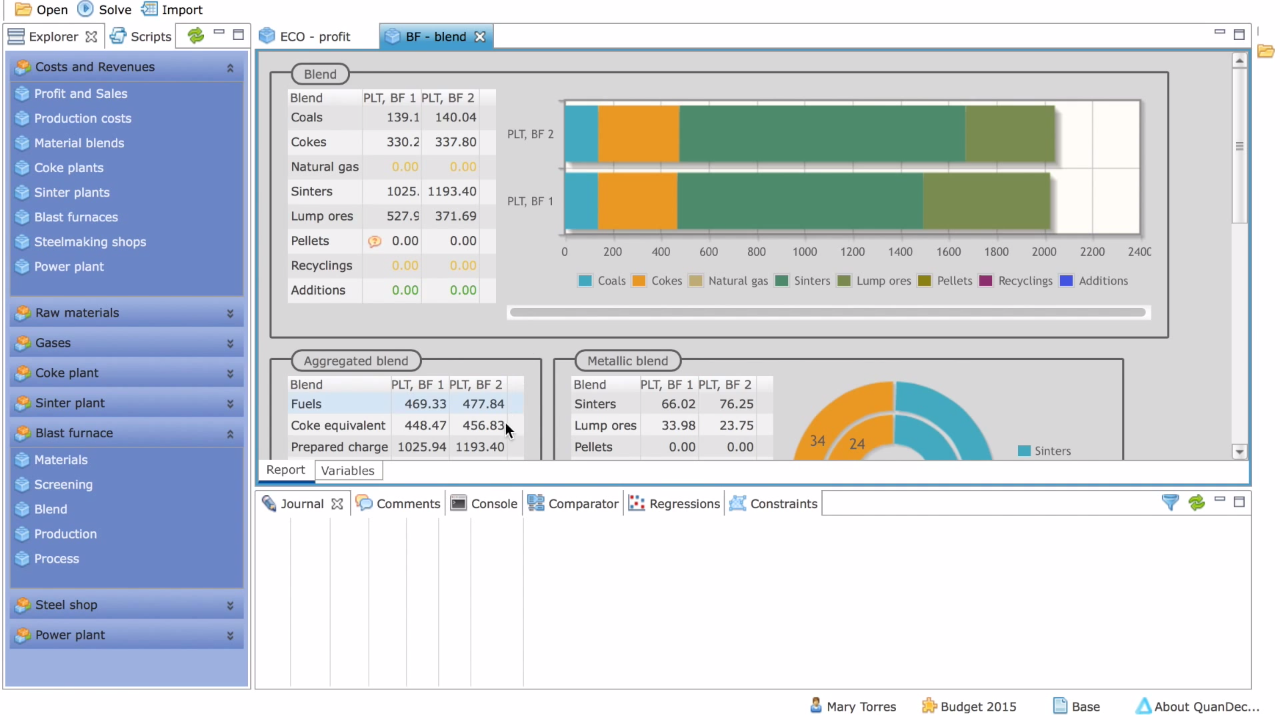 Open Solve Import
Explorer Scripts
ECO - profit BF - blend
Costs and Revenues
Profit and Sales
Production costs
Material blends
Coke plants
Sinter plants
Blast furnaces
Steelmaking shops
Power plant
Raw materials
Gases
Coke plant
Sinter plant
Blast furnace
Materials
Screening
Blend
Production
Process
Steel shop
Power plant
Blend
Blend PLT, BF 1 PLT, BF 2
Coals 139.1 140.04
Cokes 330.2 337.80
Natural gas 0.00 0.00
Sinters 1025. 1193.40
Lump ores 527.9 371.69
Pellets 0.00 0.00
Recyclings 0.00 0.00
Additions 0.00 0.00
PLT, BF 2
PLT, BF 1
0 200 400 600 800 1000 1200 1400 1600 1800 2000 2200 240
Coals Cokes Natural gas Sinters Lump ores Pellets Recyclings Additions
Aggregated blend
Blend PLT, BF 1 PLT, BF 2
Fuels 469.33 477.84
Coke equivalent 448.47 456.83
Prepared charge 1025.94 1193.40
Metallic blend
Blend PLT, BF 1 PLT, BF 2
Sinters 66.02 76.25
Lump ores 33.98 23.75
Pellets 0.00 0.00
34 24
Sinters
Report Variables
Journal Comments Console Comparator Regressions Constraints
Mary Torres Budget 2015 Base About QuanDec...